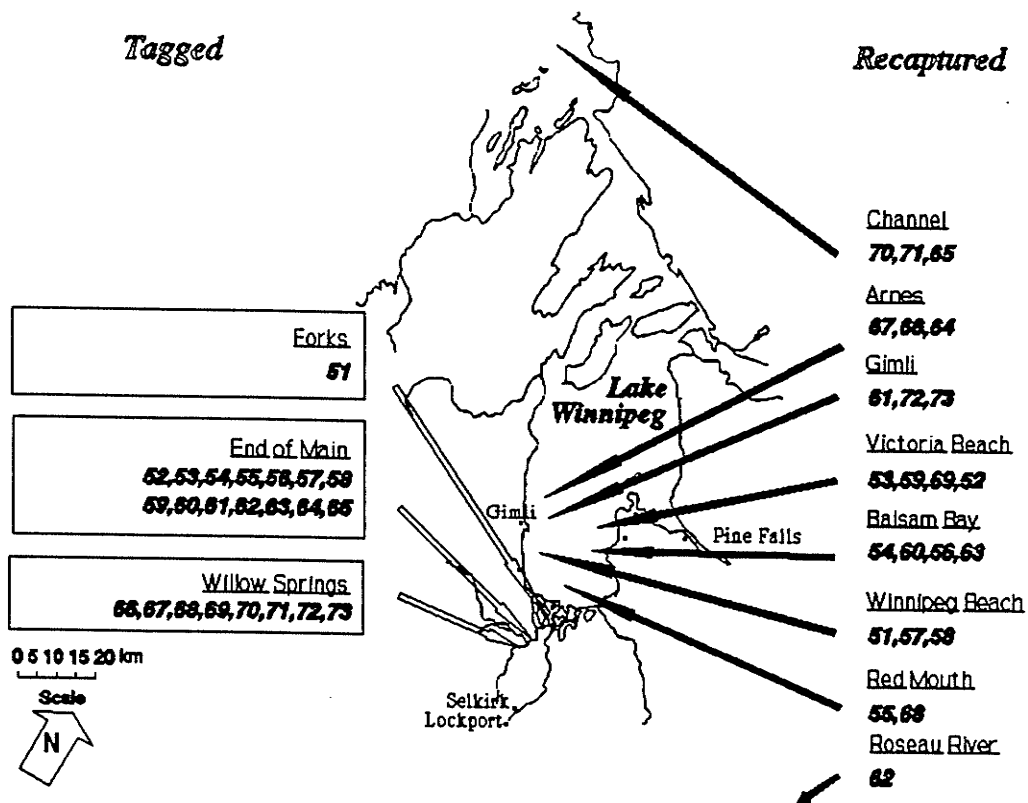 Tagged
Recaptured
Channel
70,71,65
Arnes
67,66,64
Gimli
61,72,73
Victoria Beach
53,59,69,52
Balsam Bay
54,60,56,63
Winnipeg Beach
51,57,58
Red Mouth
55,68
Roseau River
62
Forks
51
End of Main
52,53,54,55,56,57,58
59,60,61,62,63,64,65
Willow Springs
66,67,68,69,70,71,72,73
0 5 10 15 20 km
Scale
N
Lake
Winnipeg
Gimli
Pine Falls
Selkirk
Lockport